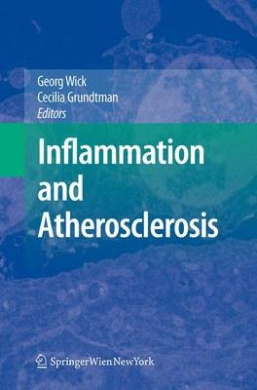 Georg Wick
Cecilia Grundtman
Editors
Inflammation
and
Atherosclerosis
SpringerWienNewYork